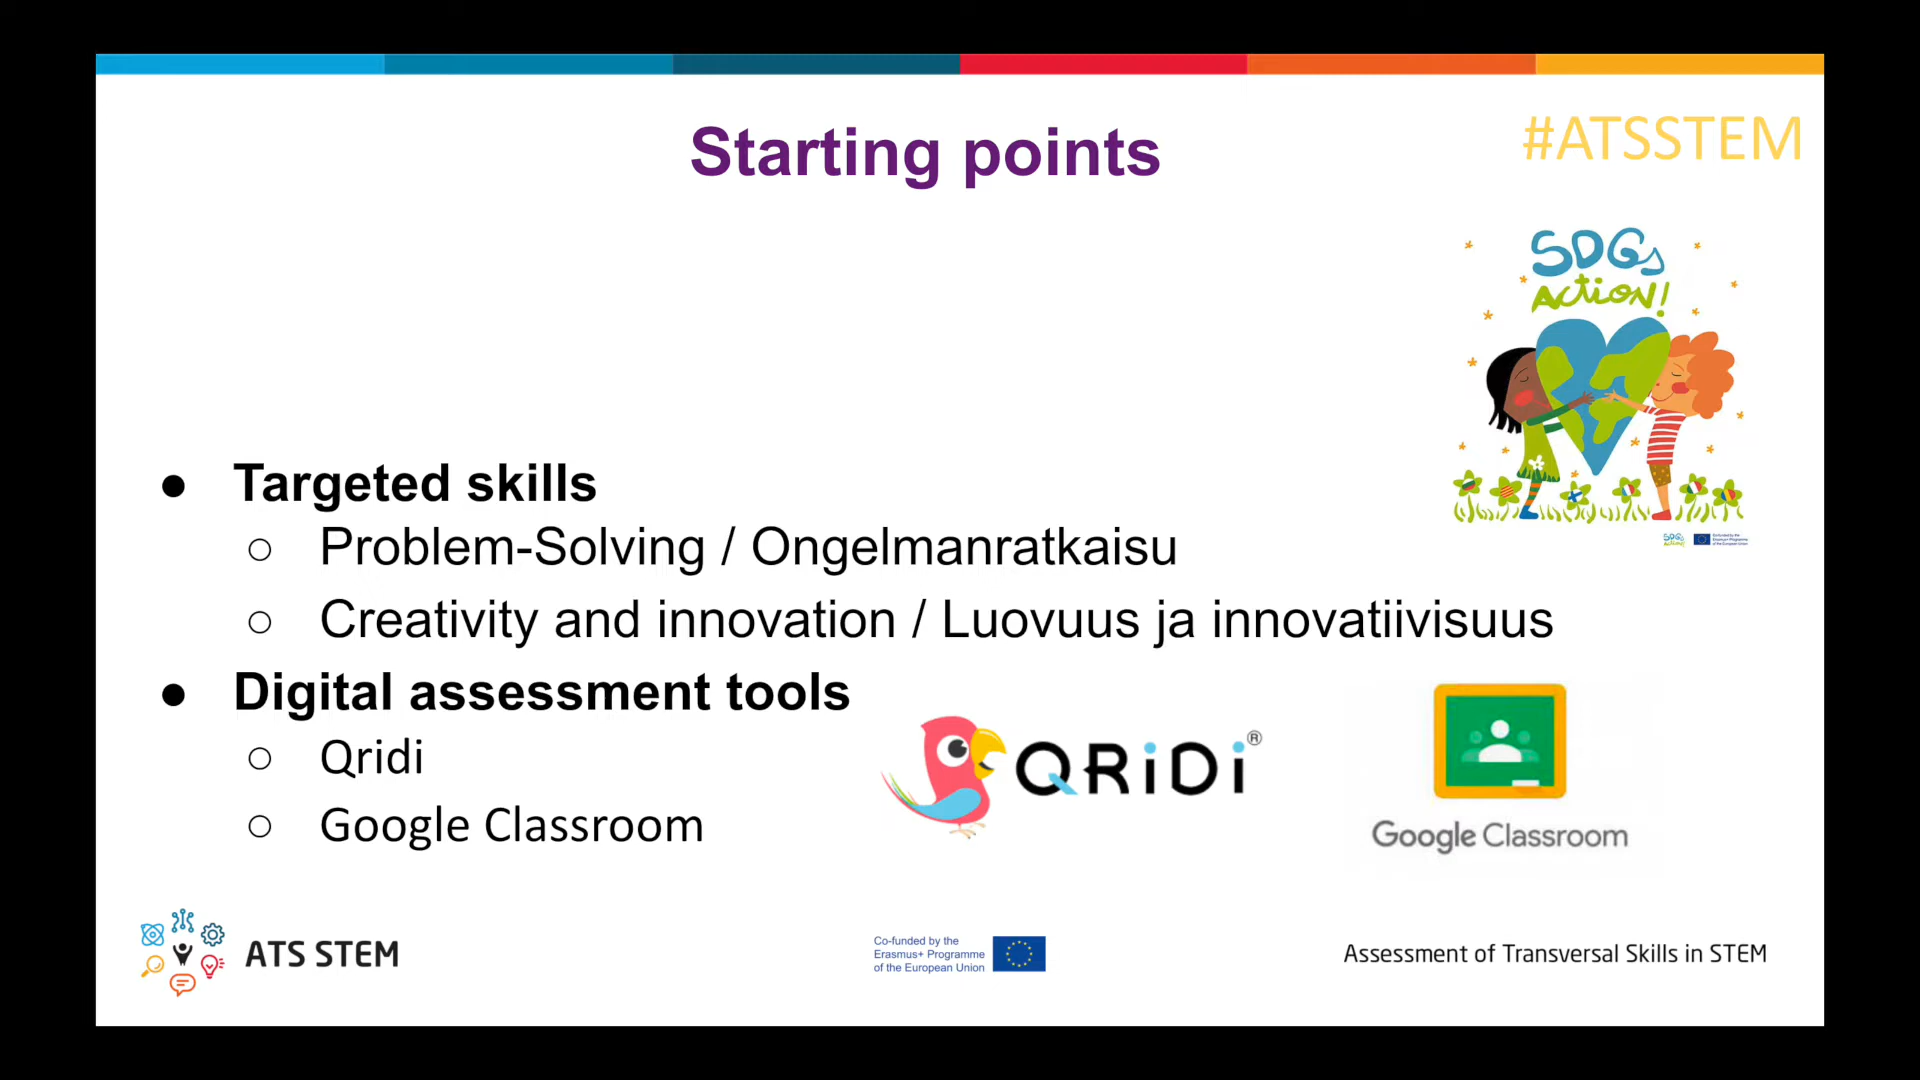 Starting points
#ATSSTEM
SDGs
Action!
● Targeted skills
○ Problem-Solving / Ongelmanratkaisu
○ Creativity and innovation / Luovuus ja innovatiivisuus
● Digital assessment tools
○ Qridi
○ Google Classroom
QRiDi®
Google Classroom
ATS STEM
Co-funded by the
Erasmus+ Programme
of the European Union
Assessment of Transversal Skills in STEM